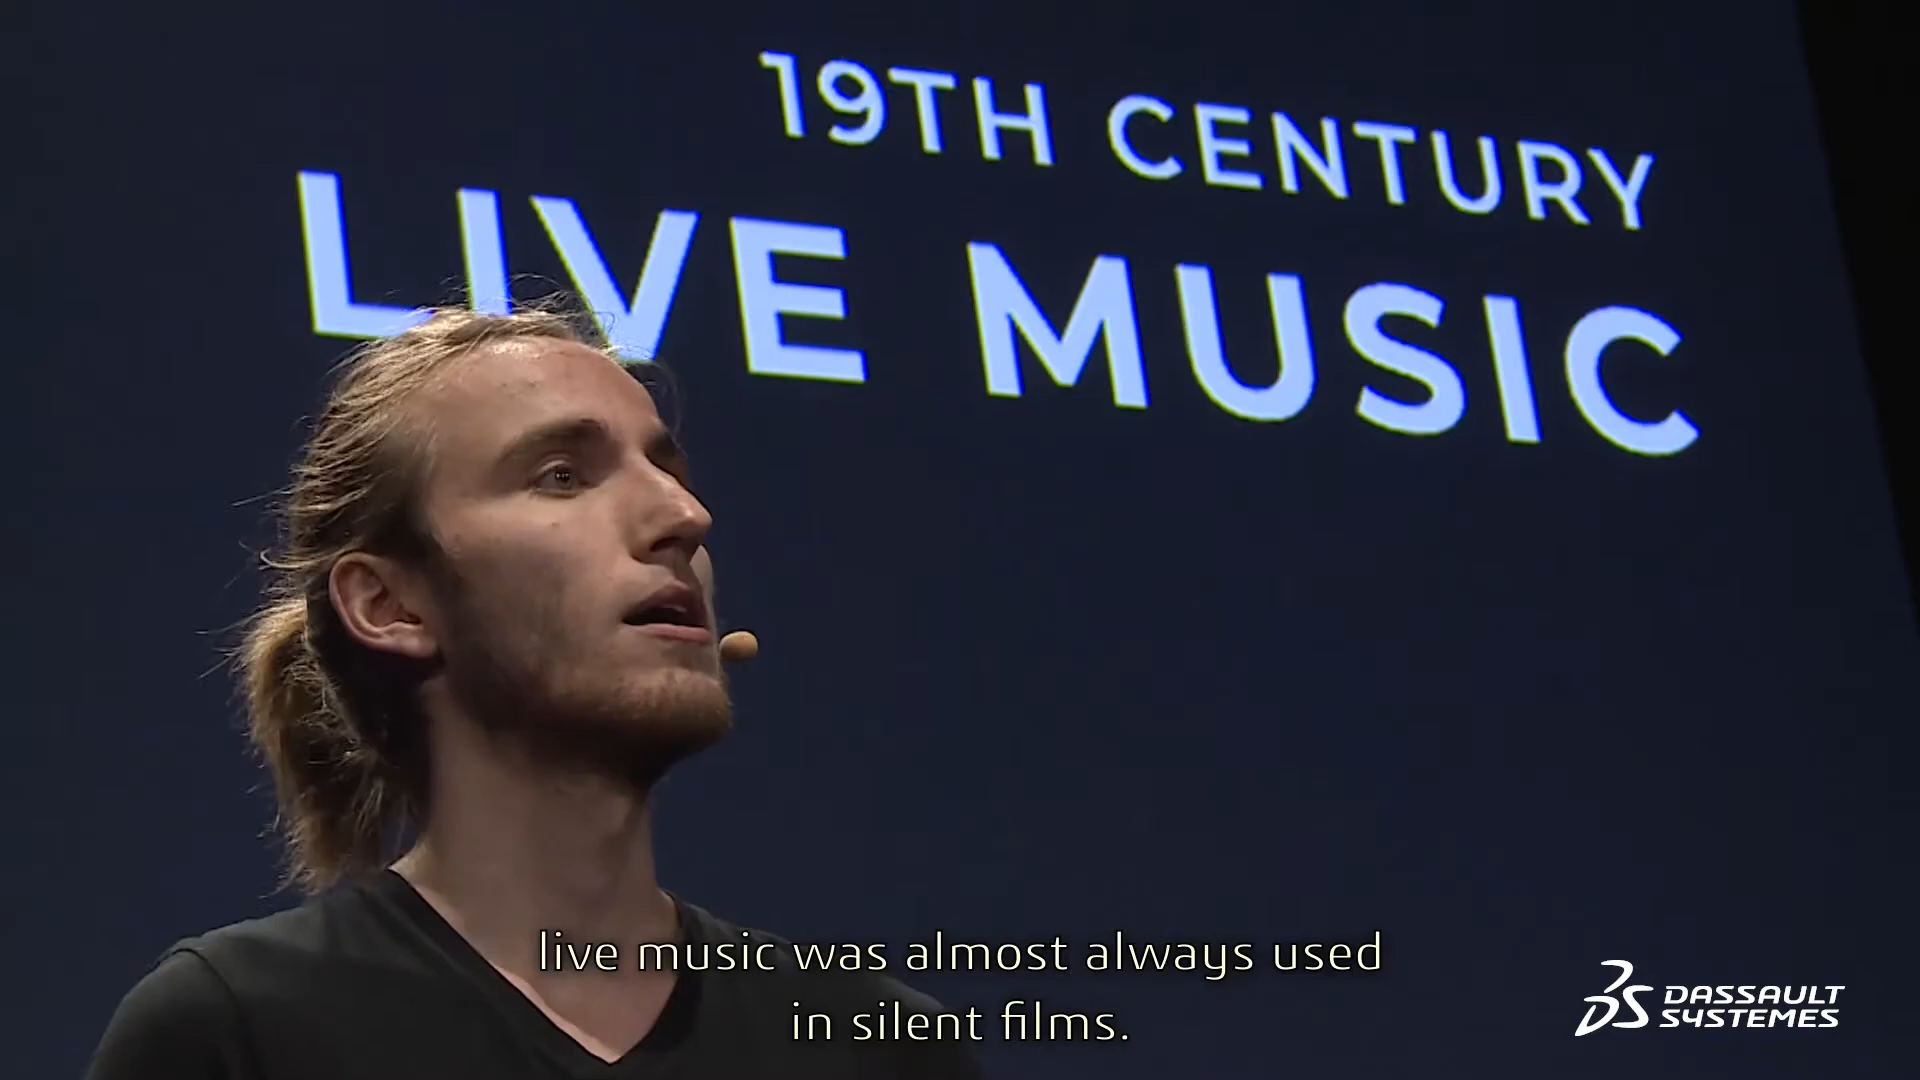 19TH CENTURY
LIVE MUSIC
live music was almost always used
in silent films.
DASSAULT
SYSTEMES